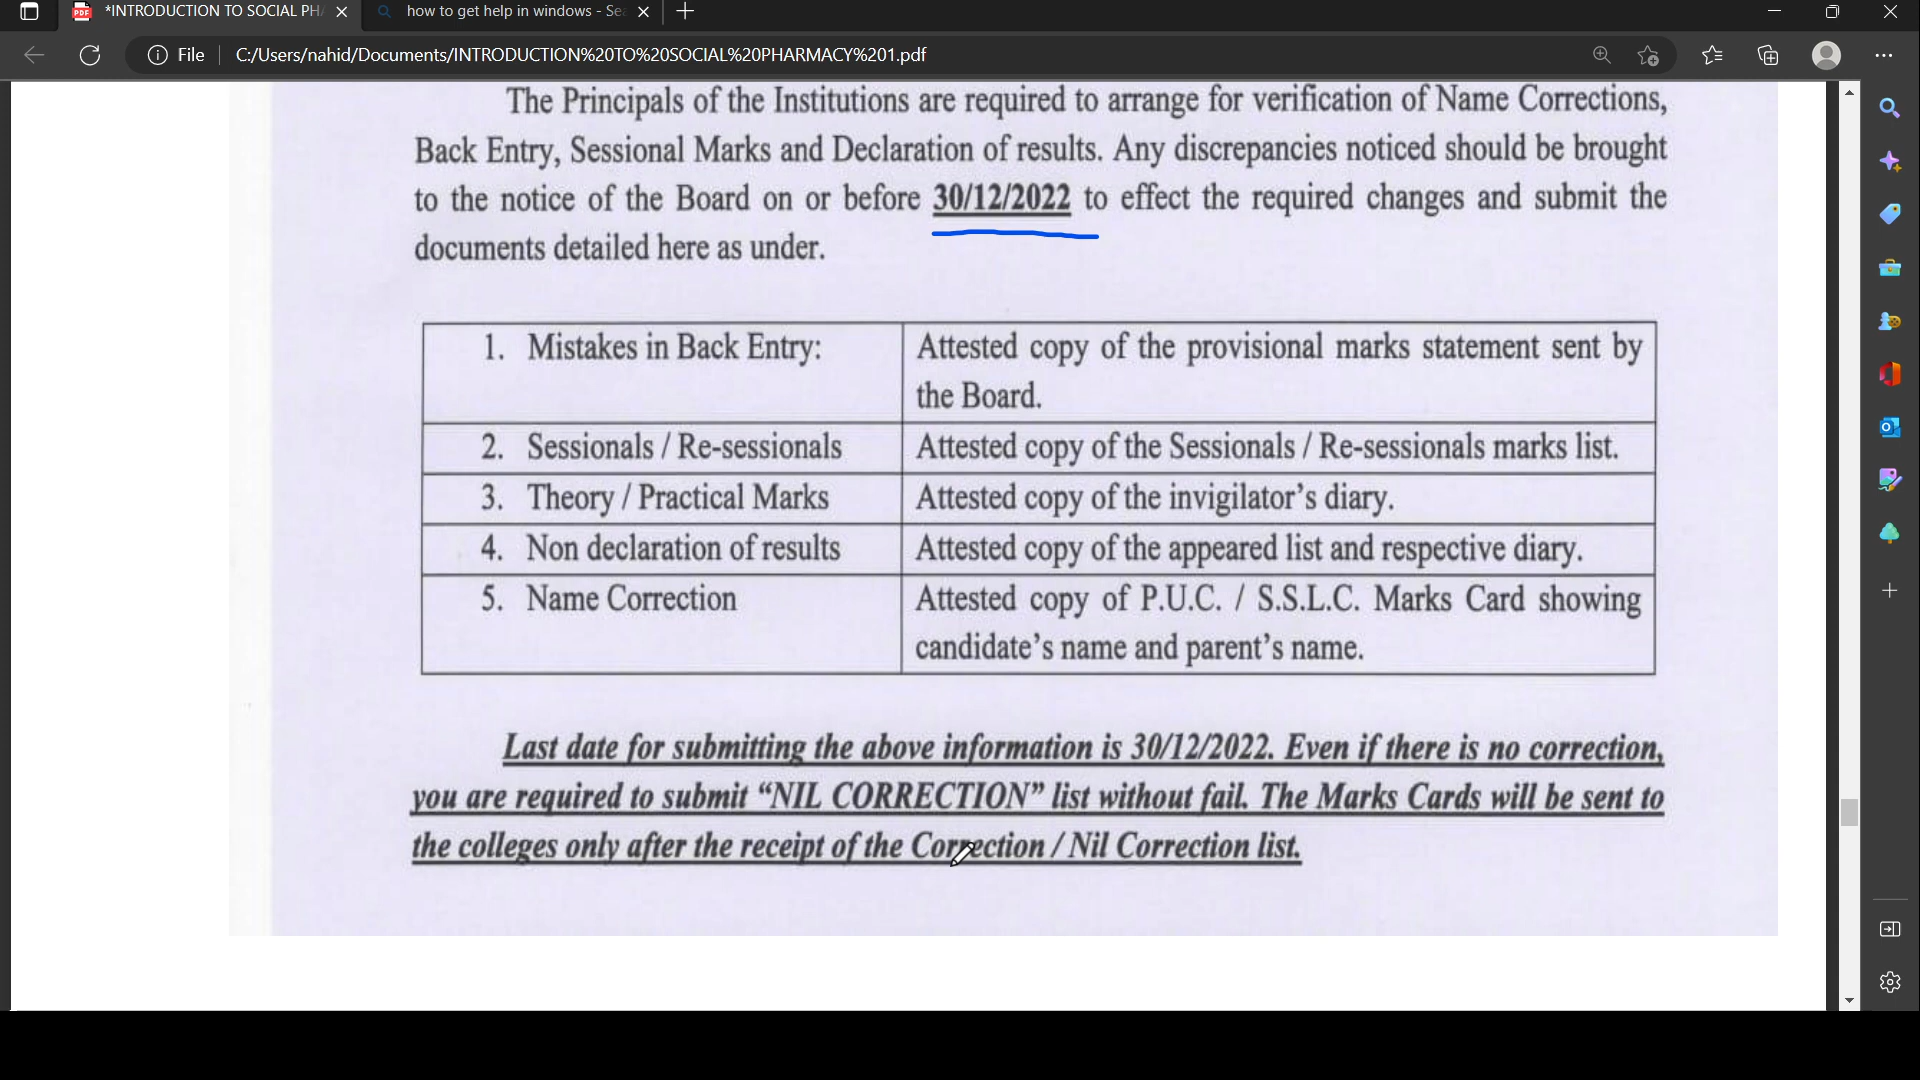 *INTRODUCTION TO SOCIAL PH
how to get help in windows - Se
File
C:/Users/nahid/Documents/INTRODUCTION%20TO%20SOCIAL%20PHARMACY%201.pdf
The Principals of the Institutions are required to arrange for verification of Name Corrections,
Back Entry, Sessional Marks and Declaration of results. Any discrepancies noticed should be brought
to the notice of the Board on or before 30/12/2022 to effect the required changes and submit the
documents detailed here as under.
1. Mistakes in Back Entry:
Attested copy of the provisional marks statement sent by
the Board.
2. Sessionals / Re-sessionals
Attested copy of the Sessionals / Re-sessionals marks list.
3. Theory / Practical Marks
Attested copy of the invigilator's diary.
4. Non declaration of results
Attested copy of the appeared list and respective diary.
5. Name Correction
Attested copy of P.U.C. / S.S.L.C. Marks Card showing
candidate's name and parent's name.
Last date for submitting the above information is 30/12/2022. Even if there is no correction,
you are required to submit “NIL CORRECTION” list without fail. The Marks Cards will be sent to
the colleges only after the receipt of the Correction / Nil Correction list.